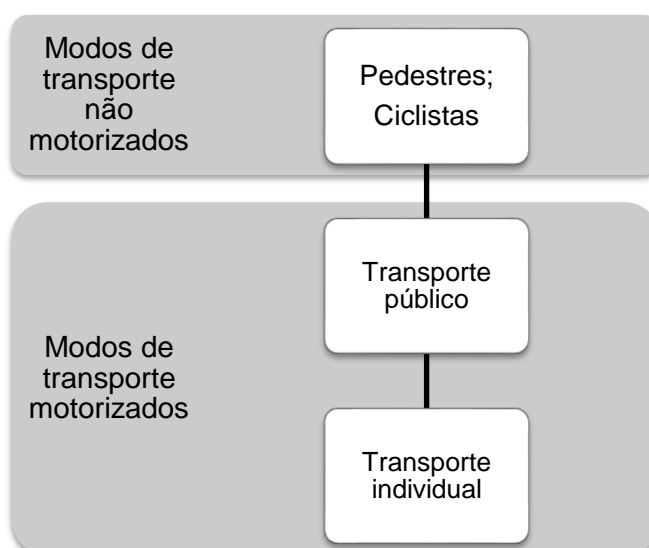 Modos de
transporte
não
motorizados
Pedestres;
Ciclistas
Transporte
público
Modos de
transporte
motorizados
Transporte
individual